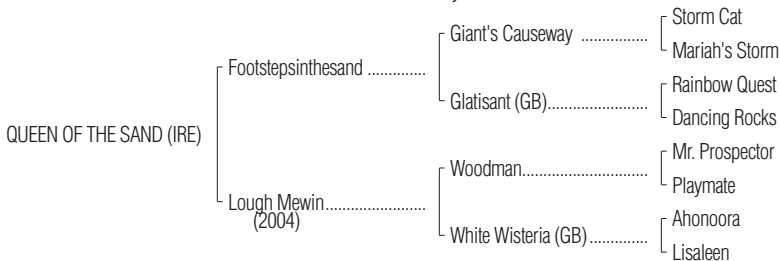 Storm Cat
Giant's Causeway ...............
Mariah's Storm
Footstepsinthesand .............
Rainbow Quest
Glatisant (GB).......................
Dancing Rocks
QUEEN OF THE SAND (IRE)
Mr. Prospector
Woodman.............................
Playmate
Lough Mewin.......................
(2004)
Ahonoora
White Wisteria (GB).............
Lisaleen